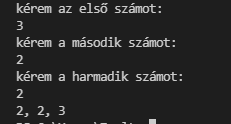 kérem az első számot:
3
kérem a második számot:
2
kérem a harmadik számot:
2
2, 2, 3